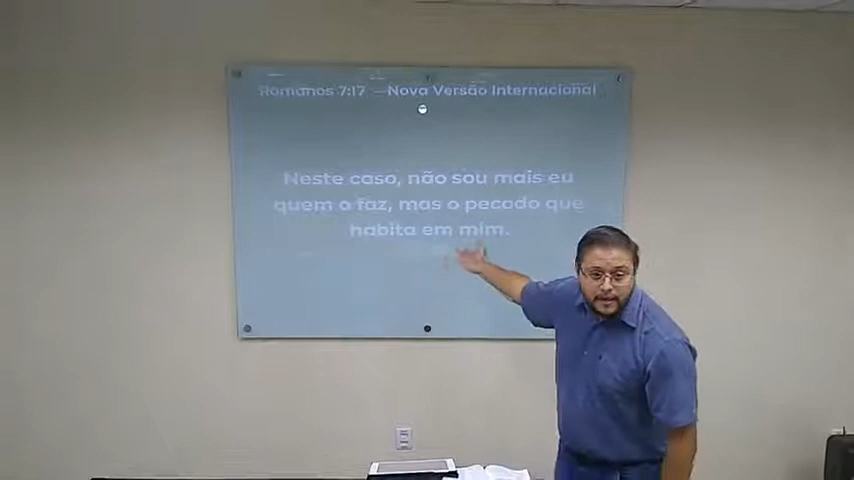 Romanos 7:17 —Nova Versão Internacional
Neste caso, não sou mais eu
quem o faz, mas o pecado que
habita em mim.